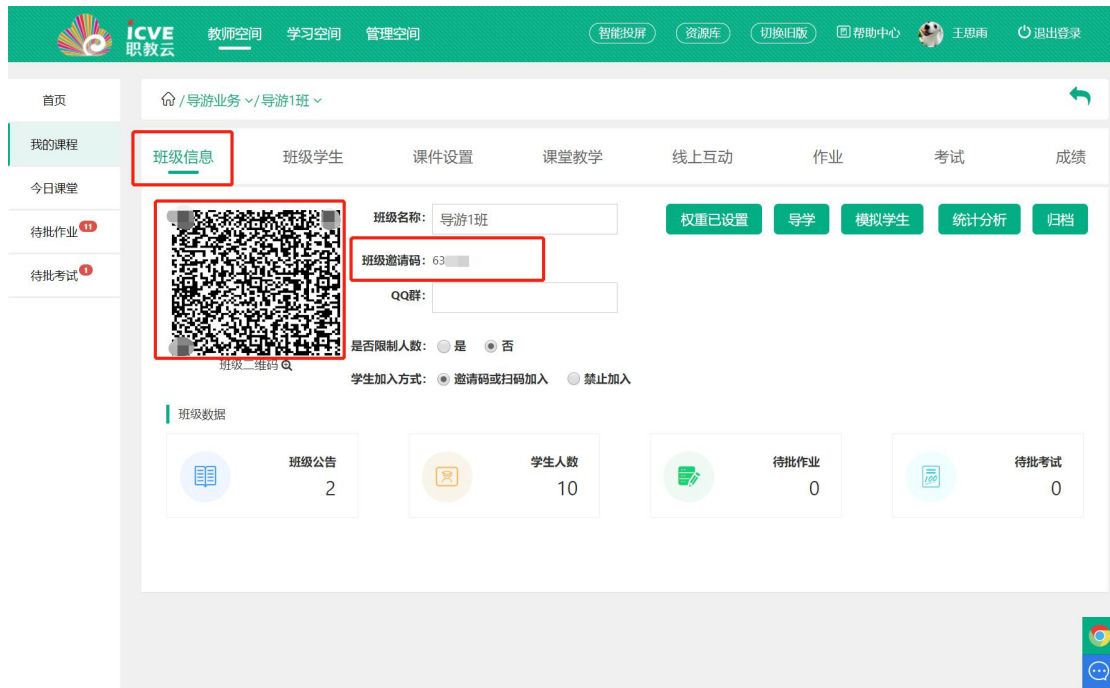 iCVE 职教云 教师空间 学习空间 管理空间 智能投屏 资源库 切换旧版 帮助中心 王思雨 退出登录
首页
/导游业务/导游1班
我的课程
班级信息 班级学生 课件设置 课堂教学 线上互动 作业 考试 成绩
今日课堂
待批作业 11
待批考试 1
班级名称: 导游1班
权重已设置 导学 模拟学生 统计分析 归档
班级邀请码: 63
QQ群:
班级二维码
是否限制人数: 是 否
学生加入方式: 邀请码或扫码加入 禁止加入
班级数据
班级公告 学生人数 待批作业 100 待批考试
2 10 0 0